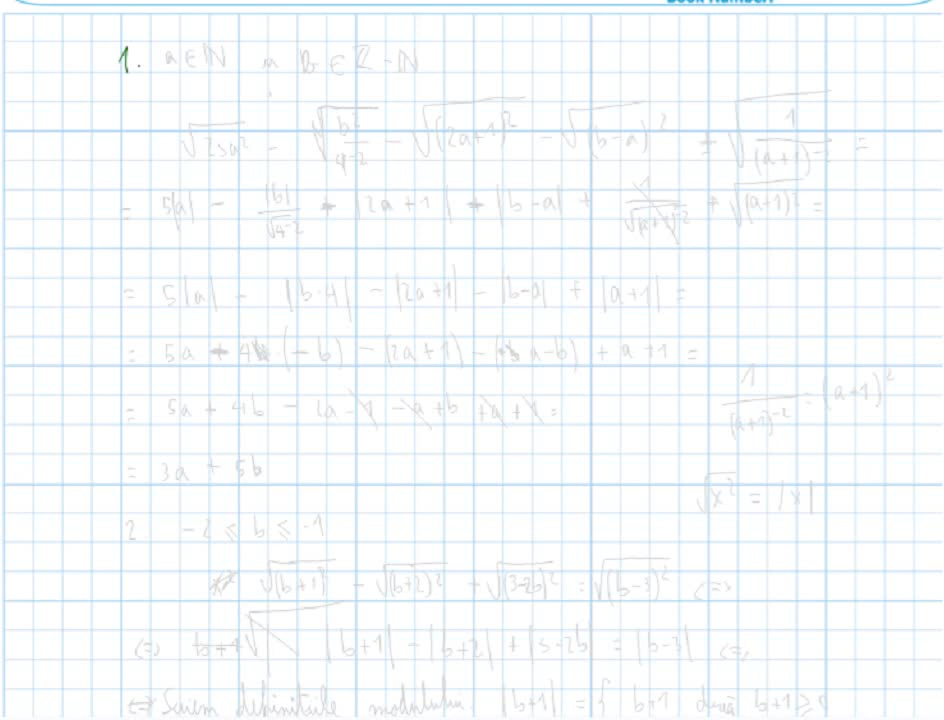 1. a ∈ ℕ b ∈ ℤ - ℕ
√25a² - √(b²/4⁻²) - √(2a+1)² - √(b-a)² + √(1/(a+1)⁻²) =
= 5|a| - |b|/√4⁻² - |2a+1| - |b-a| + 1/√(a+1)⁻² √(a+1)² =
= 5|a| - |b·4| - |2a+1| - |b-a| + |a+1| =
= 5a - 4·(-b) - (2a+1) - (a-b) + a+1 =
1/(a+1)⁻² = (a+1)²
= 5a + 4b - 2a - 1 - a + b + a + 1 =
= 3a + 5b
√x² = |x|
2. -2 ≤ b ≤ -1
√(b+1)² - √(b+2)² + √(3-2b)² = √(b-3)² <=>
<=> |b+1| - |b+2| + |3-2b| = |b-3| <=>
<=> Scriem definitiile modulului. |b+1| = { b+1 dacă b+1 ≥ 0